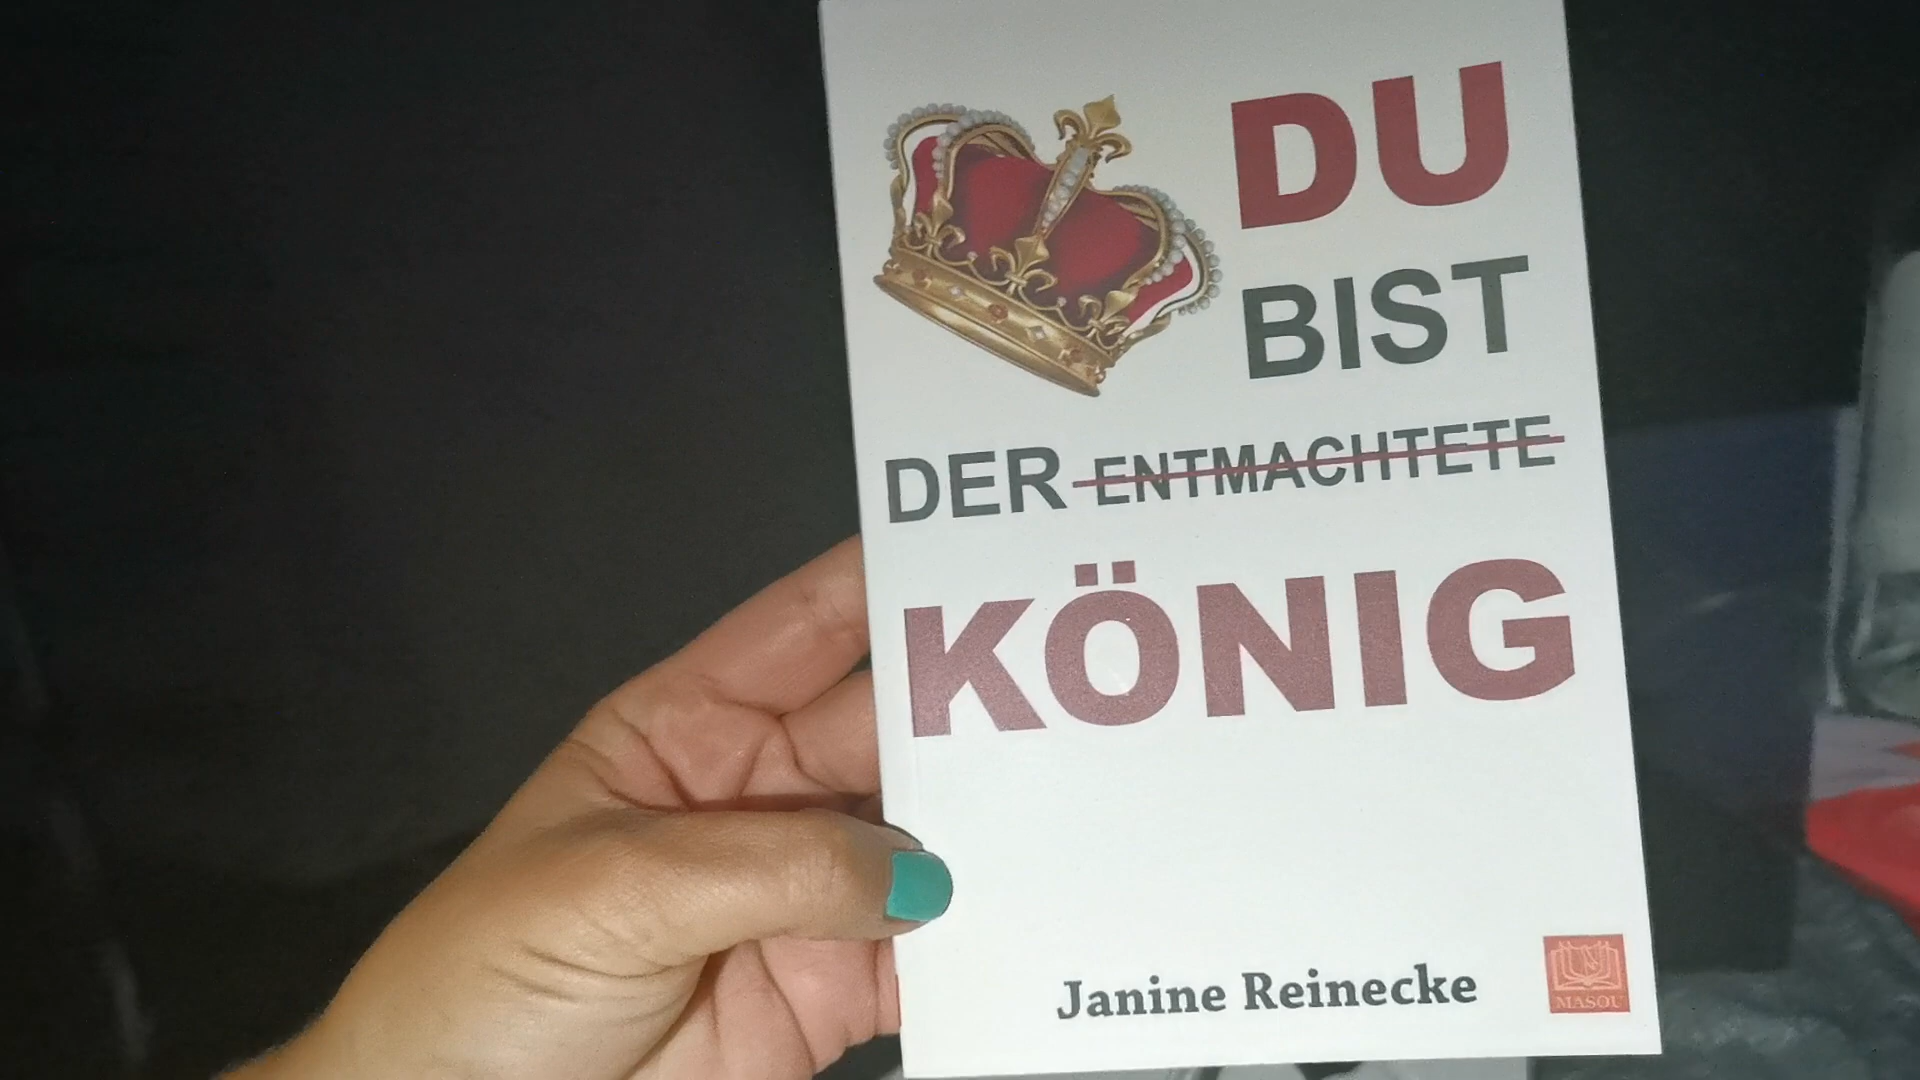 DU
BIST
DER ENTMACHTETE
KÖNIG
Janine Reinecke
MASOU